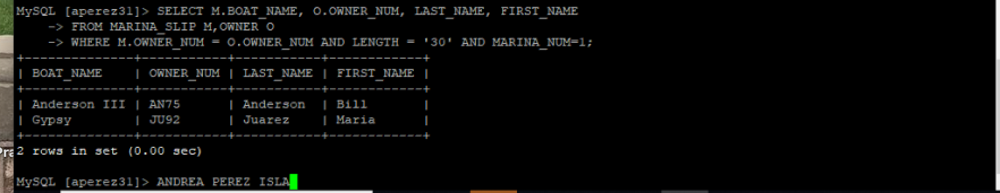 MySQL [aperez31]> SELECT M.BOAT_NAME, O.OWNER_NUM, LAST_NAME, FIRST_NAME
    -> FROM MARINA_SLIP M,OWNER O
    -> WHERE M.OWNER_NUM = O.OWNER_NUM AND LENGTH = '30' AND MARINA_NUM=1;
+--------------+-----------+-----------+------------+
| BOAT_NAME    | OWNER_NUM | LAST_NAME | FIRST_NAME |
+--------------+-----------+-----------+------------+
| Anderson III | AN75      | Anderson  | Bill       |
| Gypsy        | JU92      | Juarez    | Maria      |
+--------------+-----------+-----------+------------+
Pra
2 rows in set (0.00 sec)
MySQL [aperez31]> ANDREA PEREZ ISLA